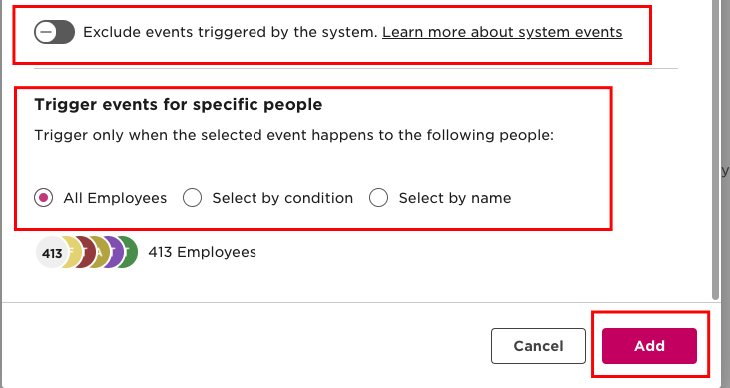 Exclude events triggered by the system. Learn more about system events
Trigger events for specific people
Trigger only when the selected event happens to the following people:
All Employees Select by condition Select by name
413 F T A T T 413 Employees
y
Cancel Add